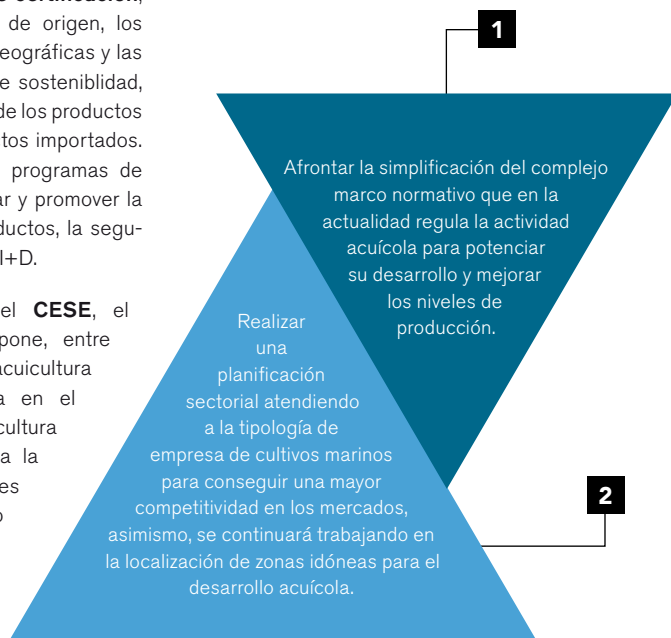 e certificación,
de origen, los
eográficas y las
e sosteniblidad,
de los productos
tos importados.
programas de
ar y promover la
ductos, la segu-
I+D.
el CESE, el
pone, entre
acuicultura
a en el
cultura
a la
es
o
1
Afrontar la simplificación del complejo
marco normativo que en la
actualidad regula la actividad
acuícola para potenciar
su desarrollo y mejorar
los niveles de
producción.
Realizar
una
planificación
sectorial atendiendo
a la tipología de
empresa de cultivos marinos
para conseguir una mayor
competitividad en los mercados,
asimismo, se continuará trabajando en
la localización de zonas idóneas para el
desarrollo acuícola.
2